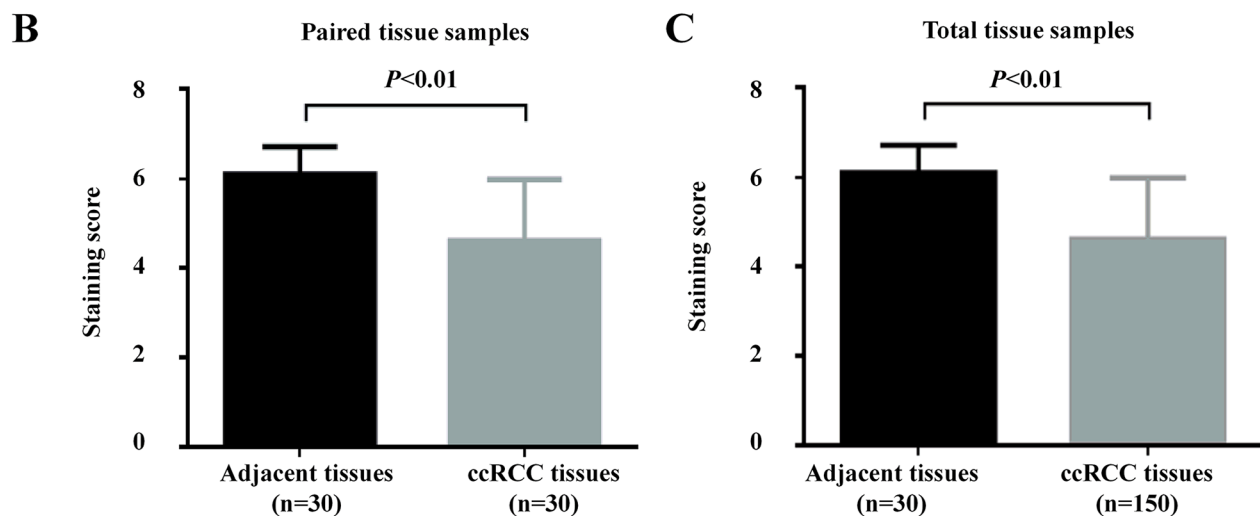 B
Paired tissue samples
P<0.01
8
6
4
2
0
Staining score
Adjacent tissues
(n=30)
ccRCC tissues
(n=30)
C
Total tissue samples
P<0.01
8
6
4
2
0
Staining score
Adjacent tissues
(n=30)
ccRCC tissues
(n=150)